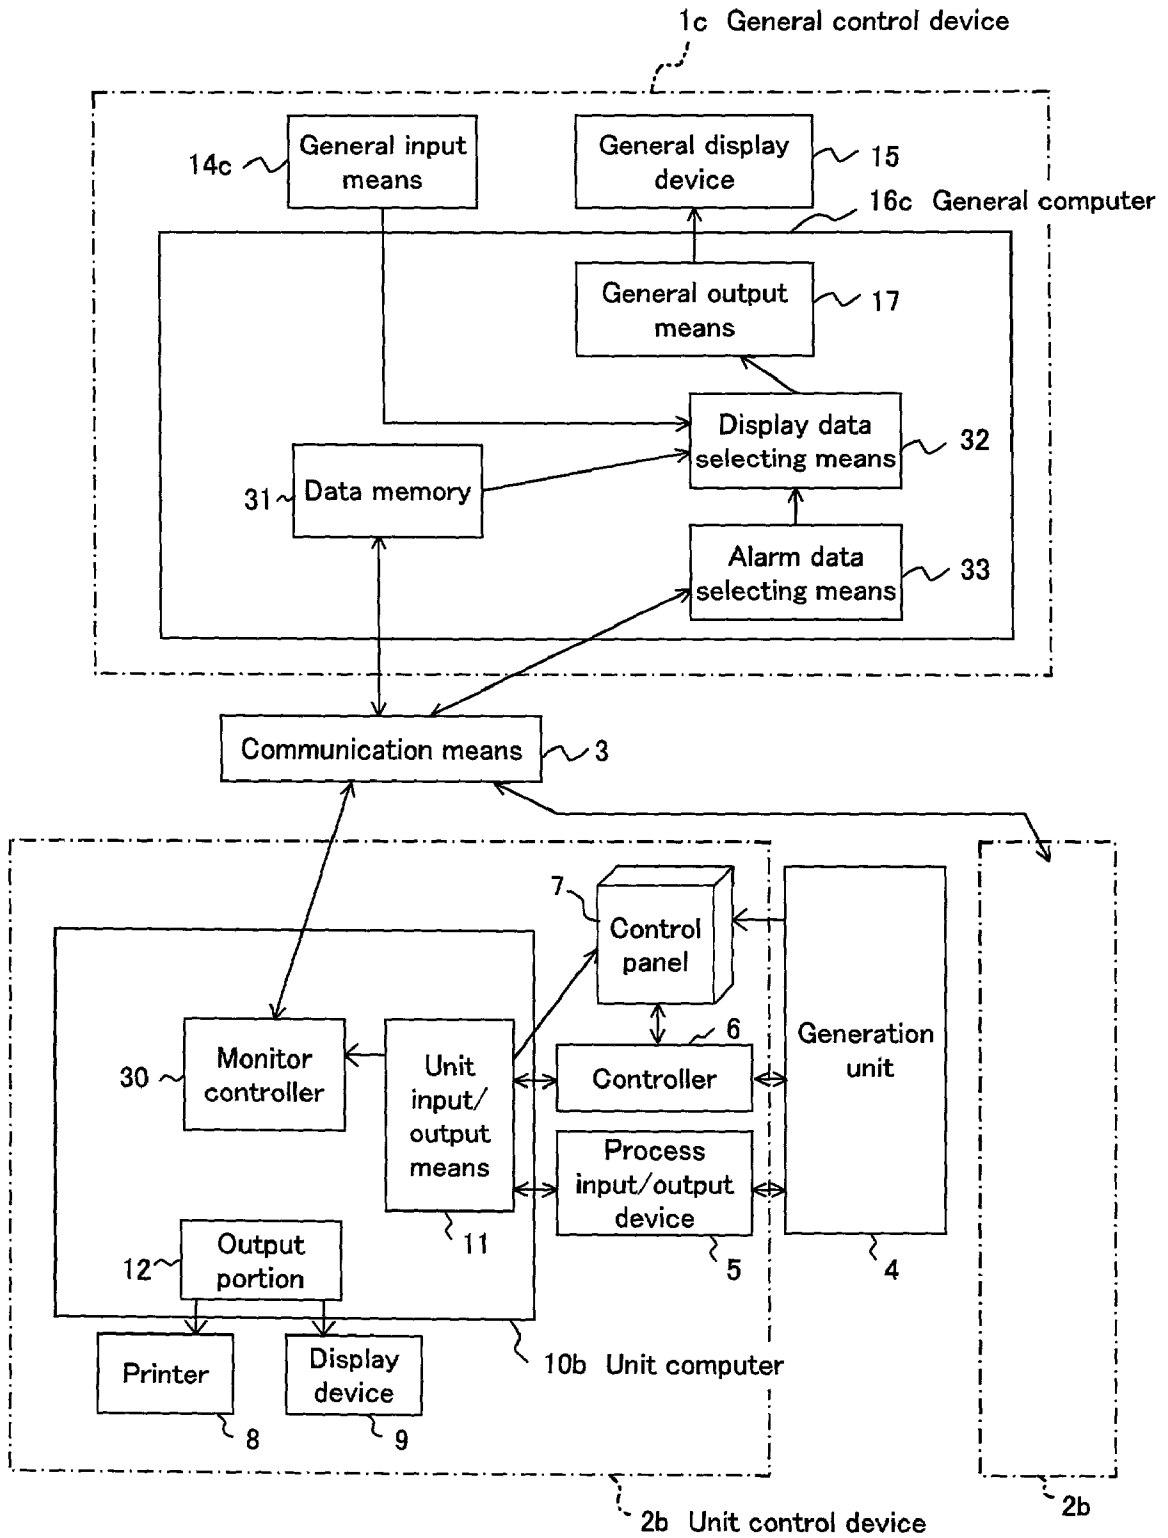 1c General control device
General input
means
14c
General display
device
15
16c General computer
General output
means
17
Display data
selecting means
32
31
Data memory
Alarm data
selecting means
33
Communication means
3
7
Control
panel
6
Generation
unit
Monitor
controller
30
Unit
input/
output
means
Controller
Process
input/output
device
11
5
4
12
Output
portion
Printer
Display
device
10b Unit computer
8
9
2b Unit control device
2b